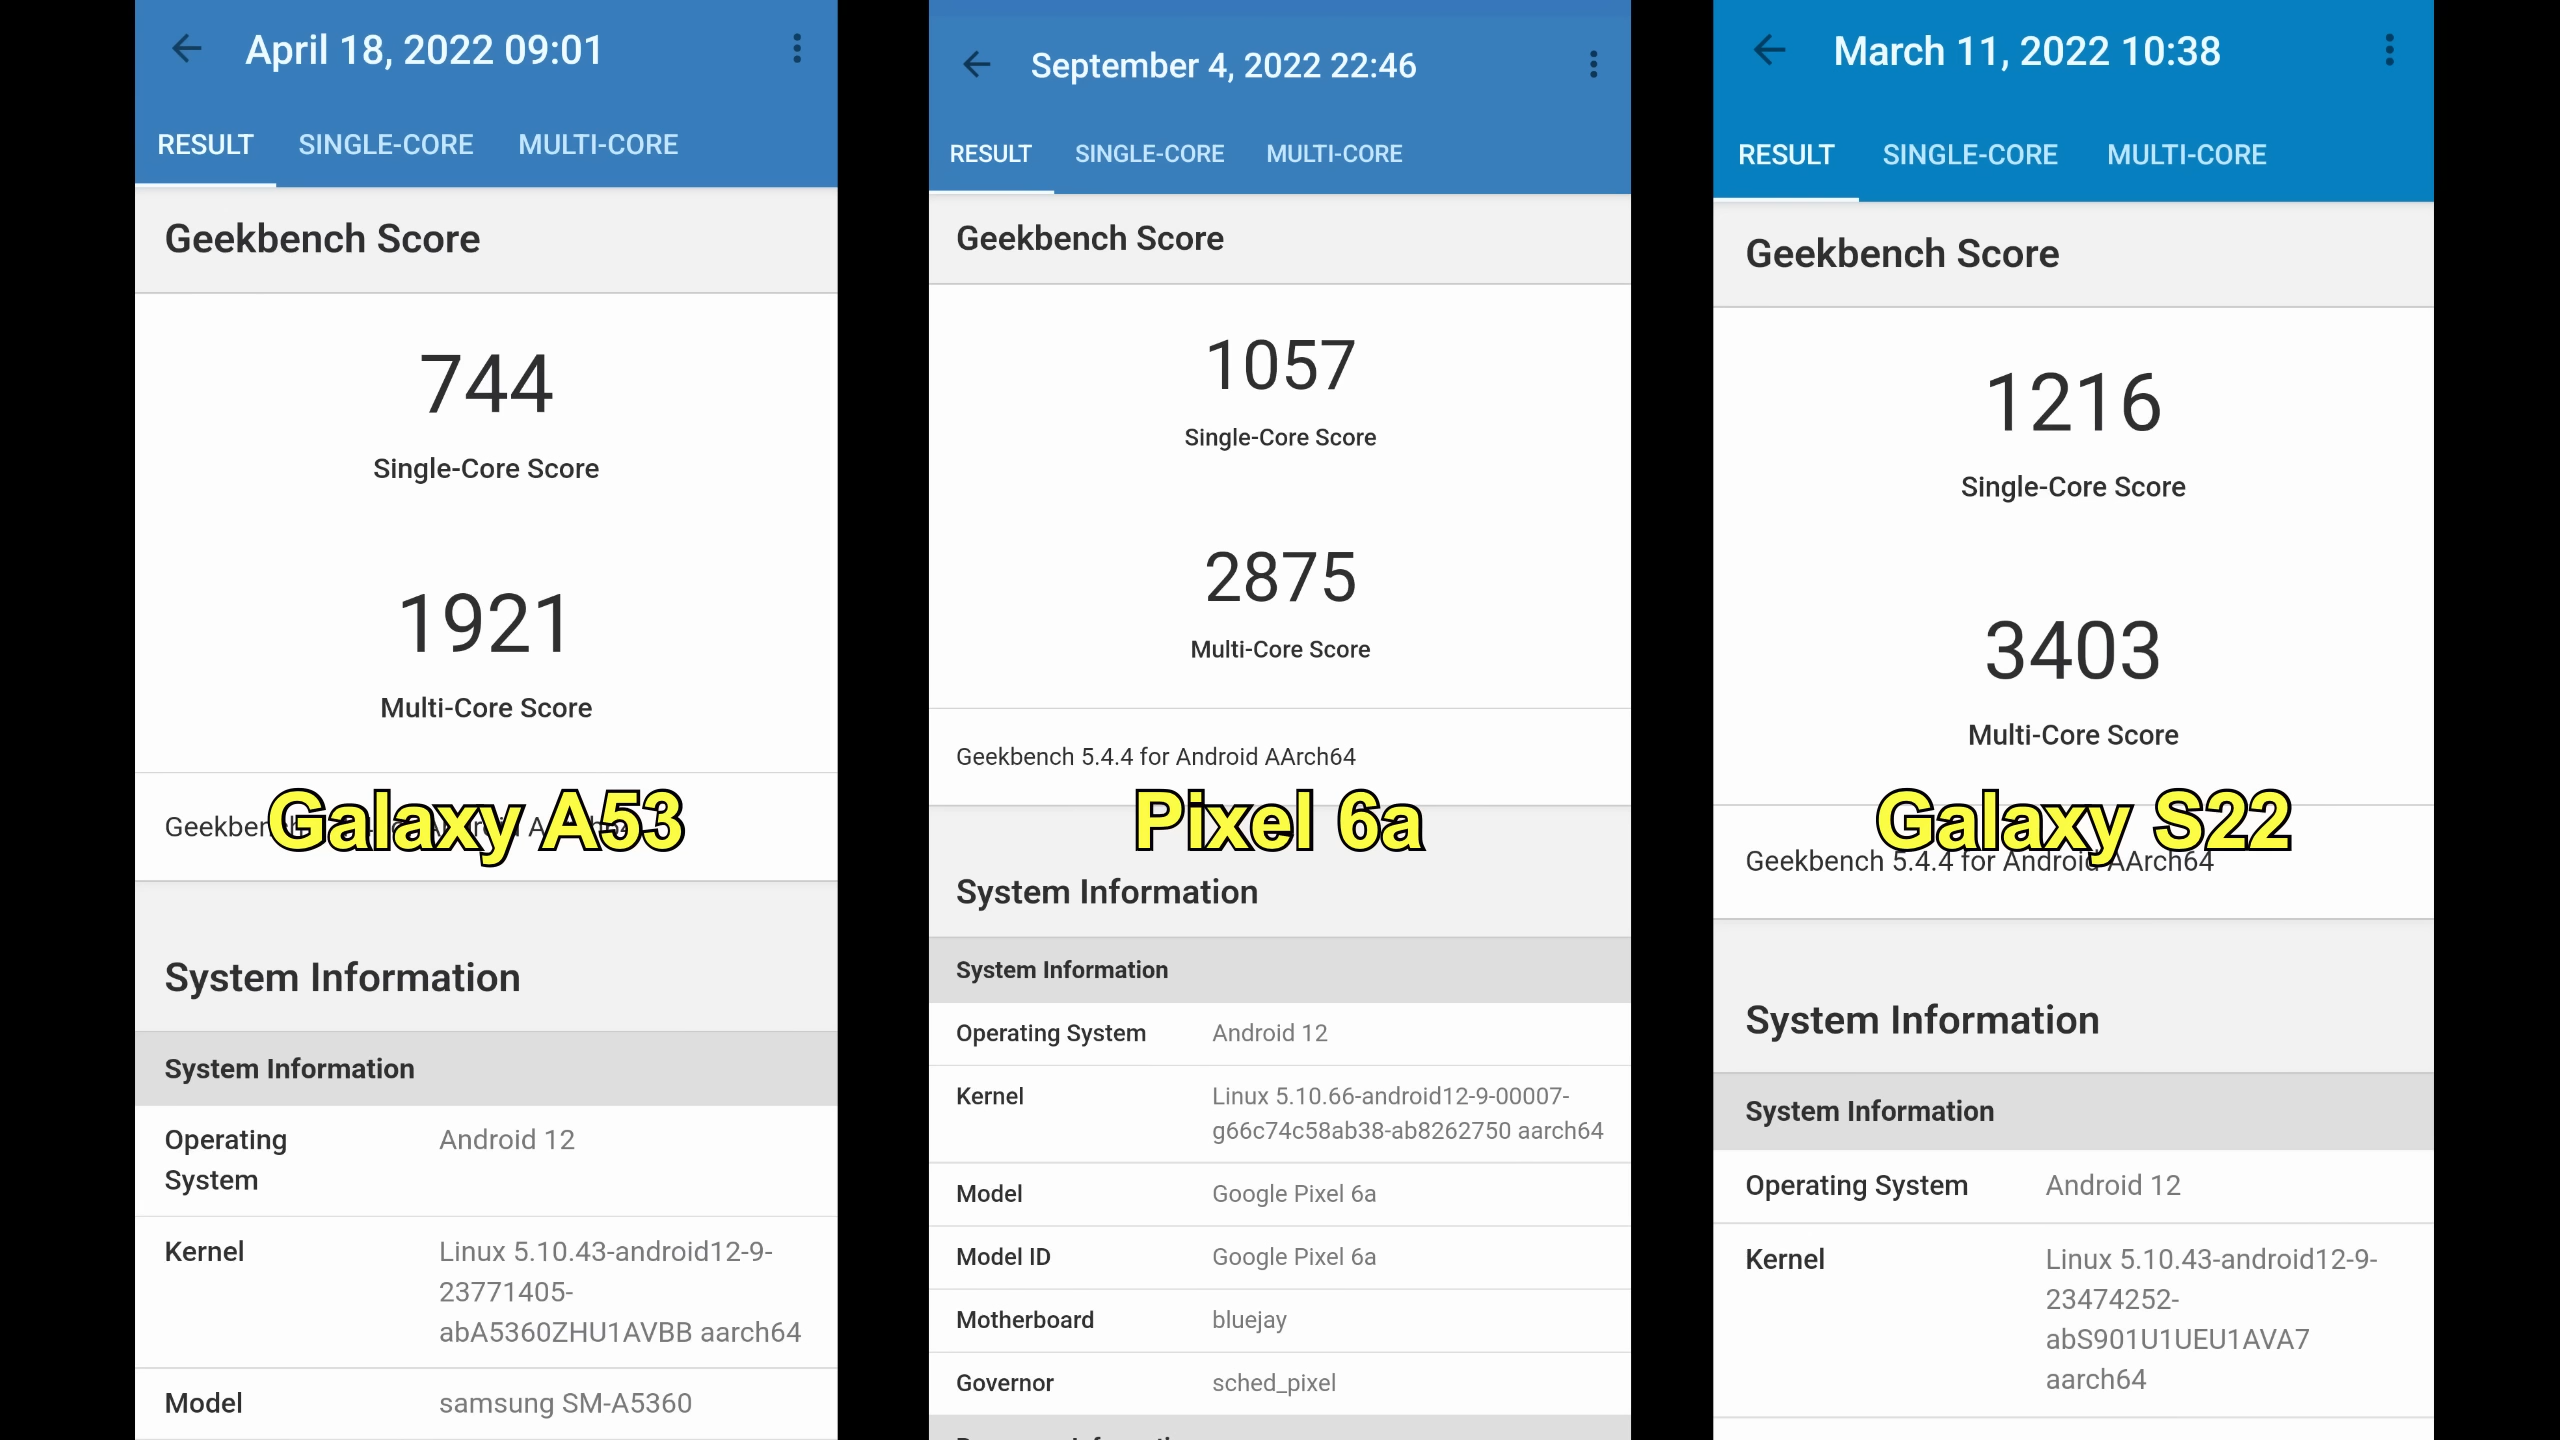 April 18, 2022 09:01
RESULT SINGLE-CORE MULTI-CORE
Geekbench Score
744
Single-Core Score
1921
Multi-Core Score
Galaxy A53
System Information
System Information
Operating System Android 12
Kernel Linux 5.10.43-android12-9-
23771405-
abA5360ZHU1AVBB aarch64
Model samsung SM-A5360
September 4, 2022 22:46
RESULT SINGLE-CORE MULTI-CORE
Geekbench Score
1057
Single-Core Score
2875
Multi-Core Score
Geekbench 5.4.4 for Android AArch64
Pixel 6a
System Information
System Information
Operating System Android 12
Kernel Linux 5.10.66-android12-9-00007-
g66c74c58ab38-ab8262750 aarch64
Model Google Pixel 6a
Model ID Google Pixel 6a
Motherboard bluejay
Governor sched_pixel
March 11, 2022 10:38
RESULT SINGLE-CORE MULTI-CORE
Geekbench Score
1216
Single-Core Score
3403
Multi-Core Score
Galaxy S22
Geekbench 5.4.4 for Android AArch64
System Information
System Information
Operating System Android 12
Kernel Linux 5.10.43-android12-9-
23474252-
abS901U1UEU1AVA7
aarch64